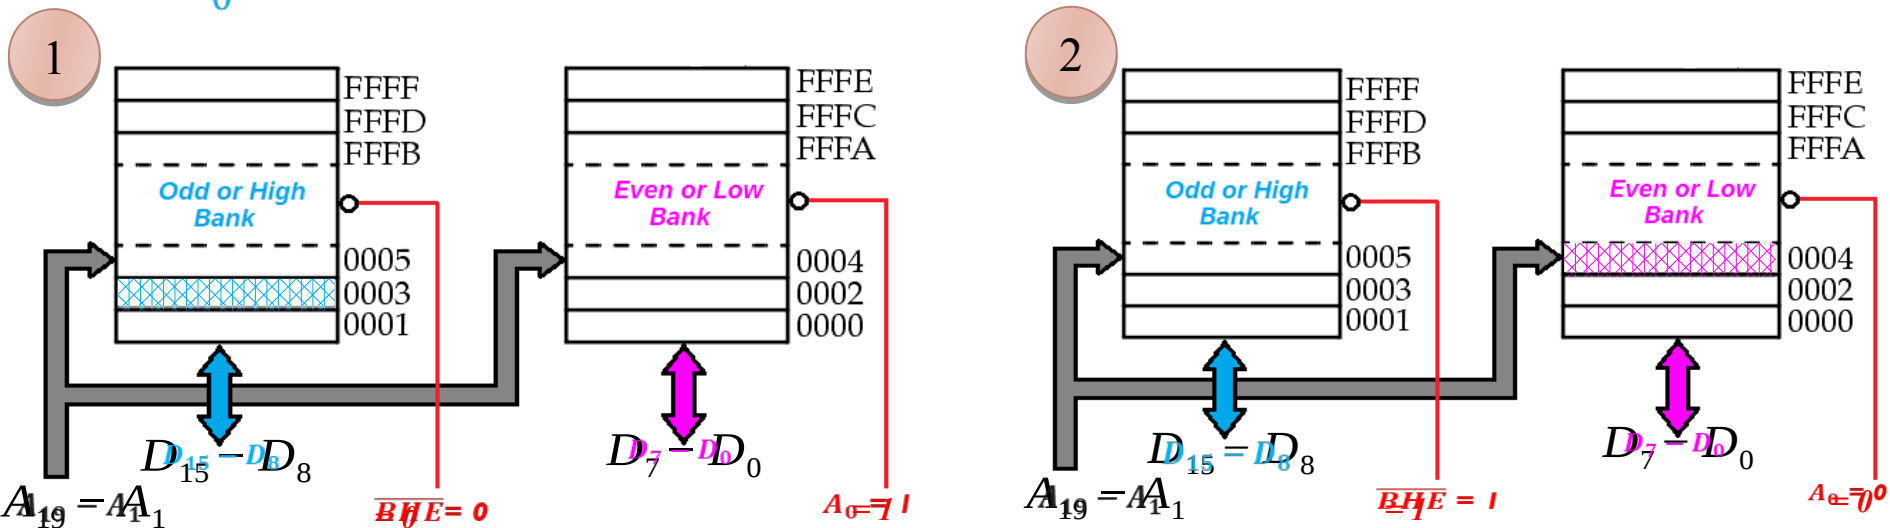 1
FFFF
FFFD
FFFB
Odd or High
Bank
0005
0003
0001
D15 – D8
A19 – A1
BHE = 0
FFFE
FFFC
FFFA
Even or Low
Bank
0004
0002
0000
D7 – D0
A0 = 1
2
FFFF
FFFD
FFFB
Odd or High
Bank
0005
0003
0001
D15 – D8
A19 – A1
BHE = 1
FFFE
FFFC
FFFA
Even or Low
Bank
0004
0002
0000
D7 – D0
A0 = 0